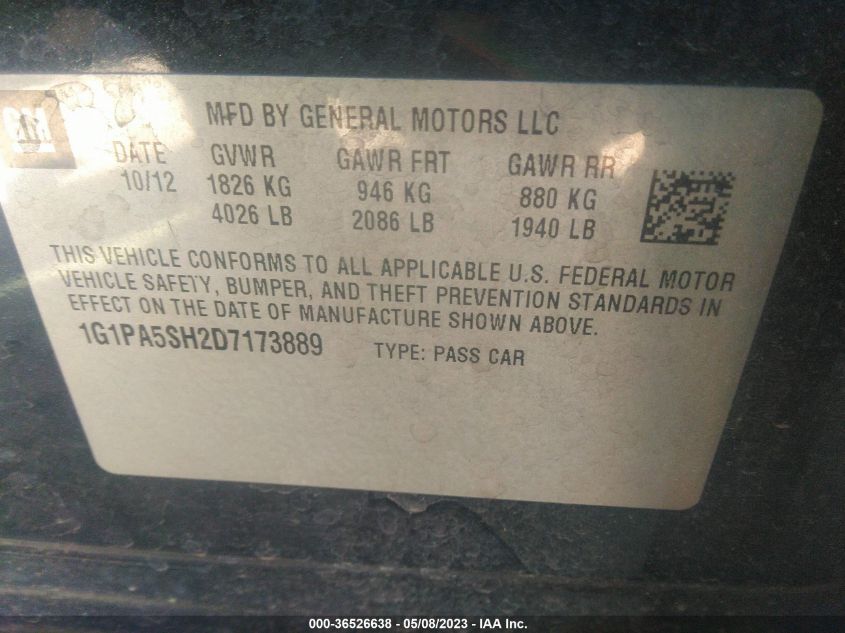 GM
MFD BY GENERAL MOTORS LLC
DATE GVWR GAWR FRT GAWR RR
10/12 1826 KG 946 KG 880 KG
4026 LB 2086 LB 1940 LB
THIS VEHICLE CONFORMS TO ALL APPLICABLE U.S. FEDERAL MOTOR
VEHICLE SAFETY, BUMPER, AND THEFT PREVENTION STANDARDS IN
EFFECT ON THE DATE OF MANUFACTURE SHOWN ABOVE.
1G1PA5SH2D7173889 TYPE: PASS CAR
000-36526638 - 05/08/2023 - IAA Inc.